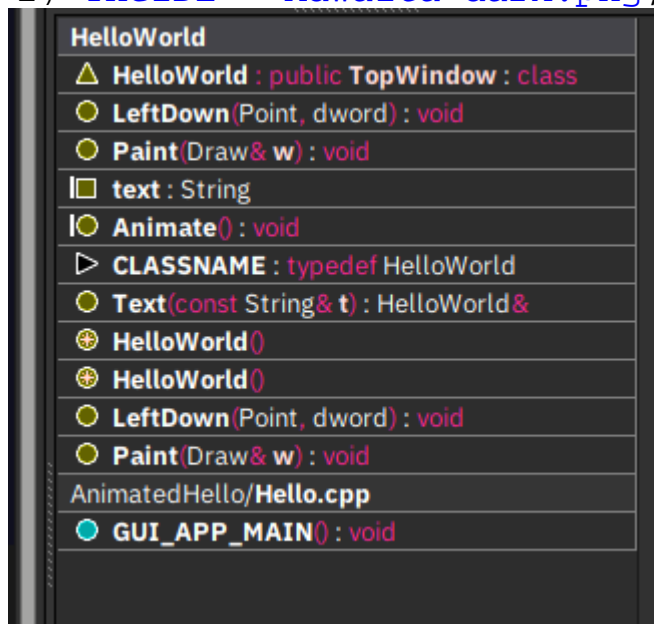 HelloWorld
HelloWorld : public TopWindow : class
LeftDown(Point, dword) : void
Paint(Draw& w) : void
text : String
Animate() : void
CLASSNAME : typedef HelloWorld
Text(const String& t) : HelloWorld&
HelloWorld()
HelloWorld()
LeftDown(Point, dword) : void
Paint(Draw& w) : void
AnimatedHello/Hello.cpp
GUI_APP_MAIN() : void